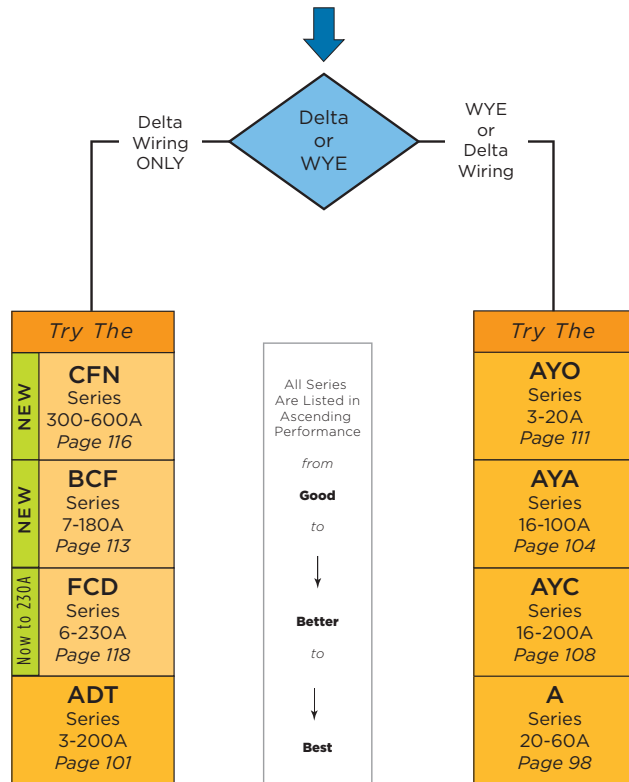 Delta
or
WYE
Delta
Wiring
ONLY
WYE
or
Delta
Wiring
Try The
NEW
CFN
Series
300-600A
Page 116
NEW
BCF
Series
7-180A
Page 113
Now to 230A
FCD
Series
6-230A
Page 118
ADT
Series
3-200A
Page 101
All Series
Are Listed in
Ascending
Performance
from
Good
to
Better
to
Best
Try The
AYO
Series
3-20A
Page 111
AYA
Series
16-100A
Page 104
AYC
Series
16-200A
Page 108
A
Series
20-60A
Page 98